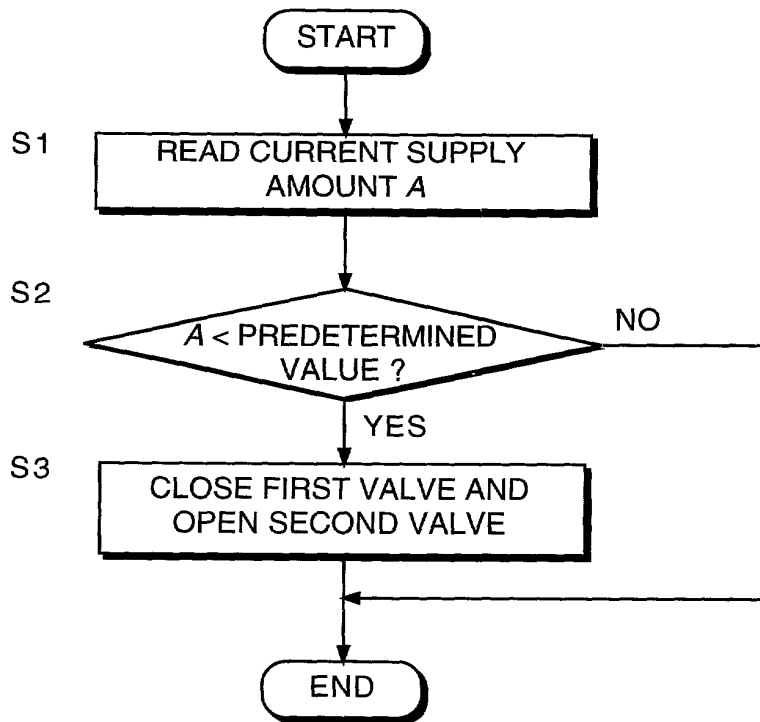 START
S1
READ CURRENT SUPPLY
AMOUNT A
S2
A < PREDETERMINED
VALUE ?
NO
YES
S3
CLOSE FIRST VALVE AND
OPEN SECOND VALVE
END